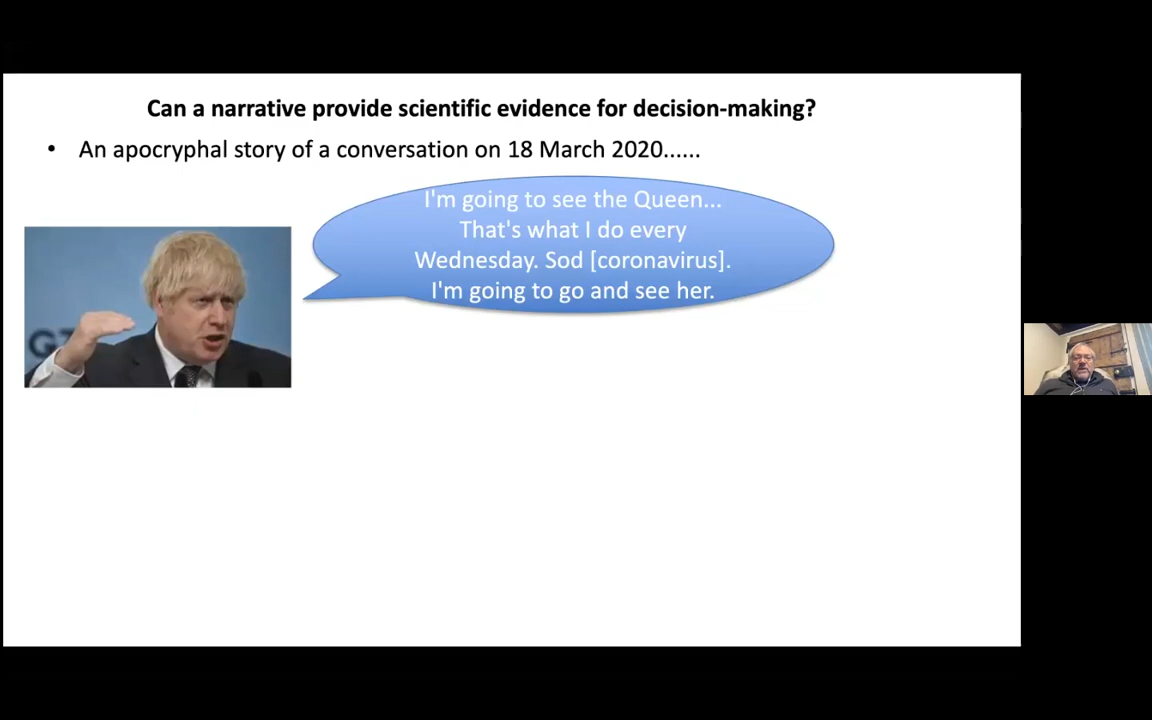 Can a narrative provide scientific evidence for decision-making?
• An apocryphal story of a conversation on 18 March 2020......
I'm going to see the Queen...
That's what I do every
Wednesday. Sod [coronavirus].
I'm going to go and see her.